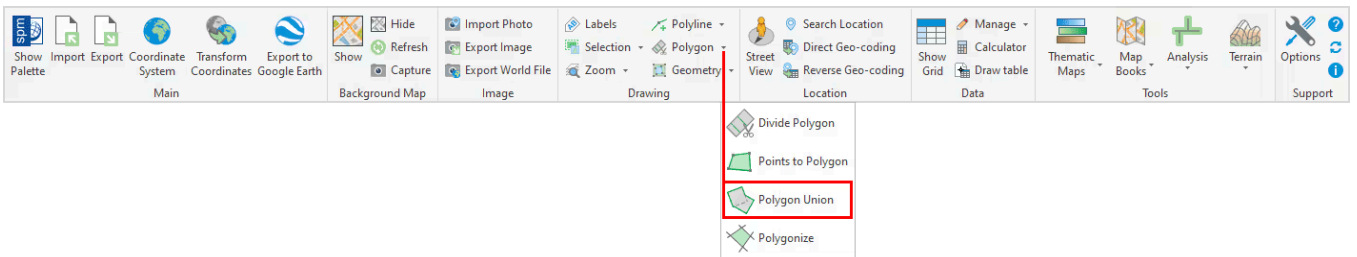 spm
Show Palette
Import
Export
Coordinate System
Transform Coordinates
Export to Google Earth
Main
Show
Hide
Refresh
Capture
Background Map
Import Photo
Export Image
Export World File
Image
Labels
Selection
Zoom
Polyline
Polygon
Geometry
Drawing
Street View
Search Location
Direct Geo-coding
Reverse Geo-coding
Location
Show Grid
Manage
Calculator
Draw table
Data
Thematic Maps
Map Books
Analysis
Terrain
Tools
Options
Support
Divide Polygon
Points to Polygon
Polygon Union
Polygonize